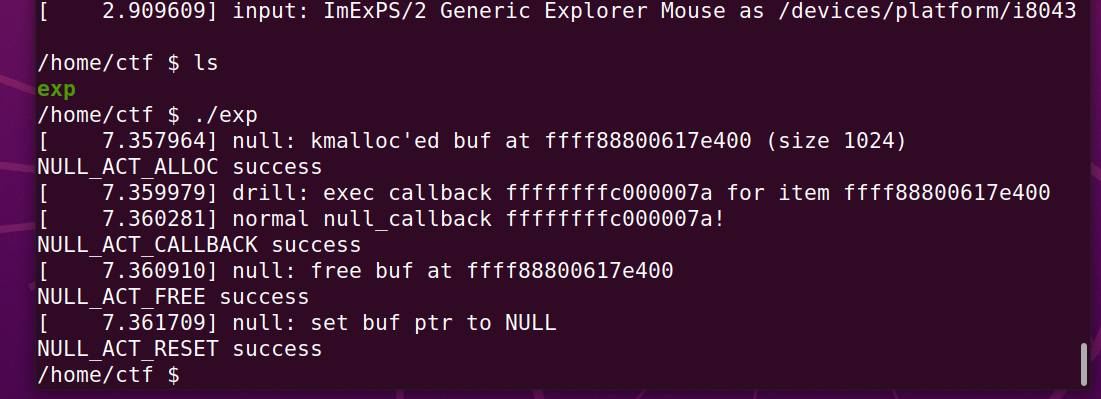 [    2.909609] input: ImExPS/2 Generic Explorer Mouse as /devices/platform/i8043
/home/ctf $ ls
exp
/home/ctf $ ./exp
[    7.357964] null: kmalloc'ed buf at ffff88800617e400 (size 1024)
NULL_ACT_ALLOC success
[    7.359979] drill: exec callback ffffffffc000007a for item ffff88800617e400
[    7.360281] normal null_callback ffffffffc000007a!
NULL_ACT_CALLBACK success
[    7.360910] null: free buf at ffff88800617e400
NULL_ACT_FREE success
[    7.361709] null: set buf ptr to NULL
NULL_ACT_RESET success
/home/ctf $